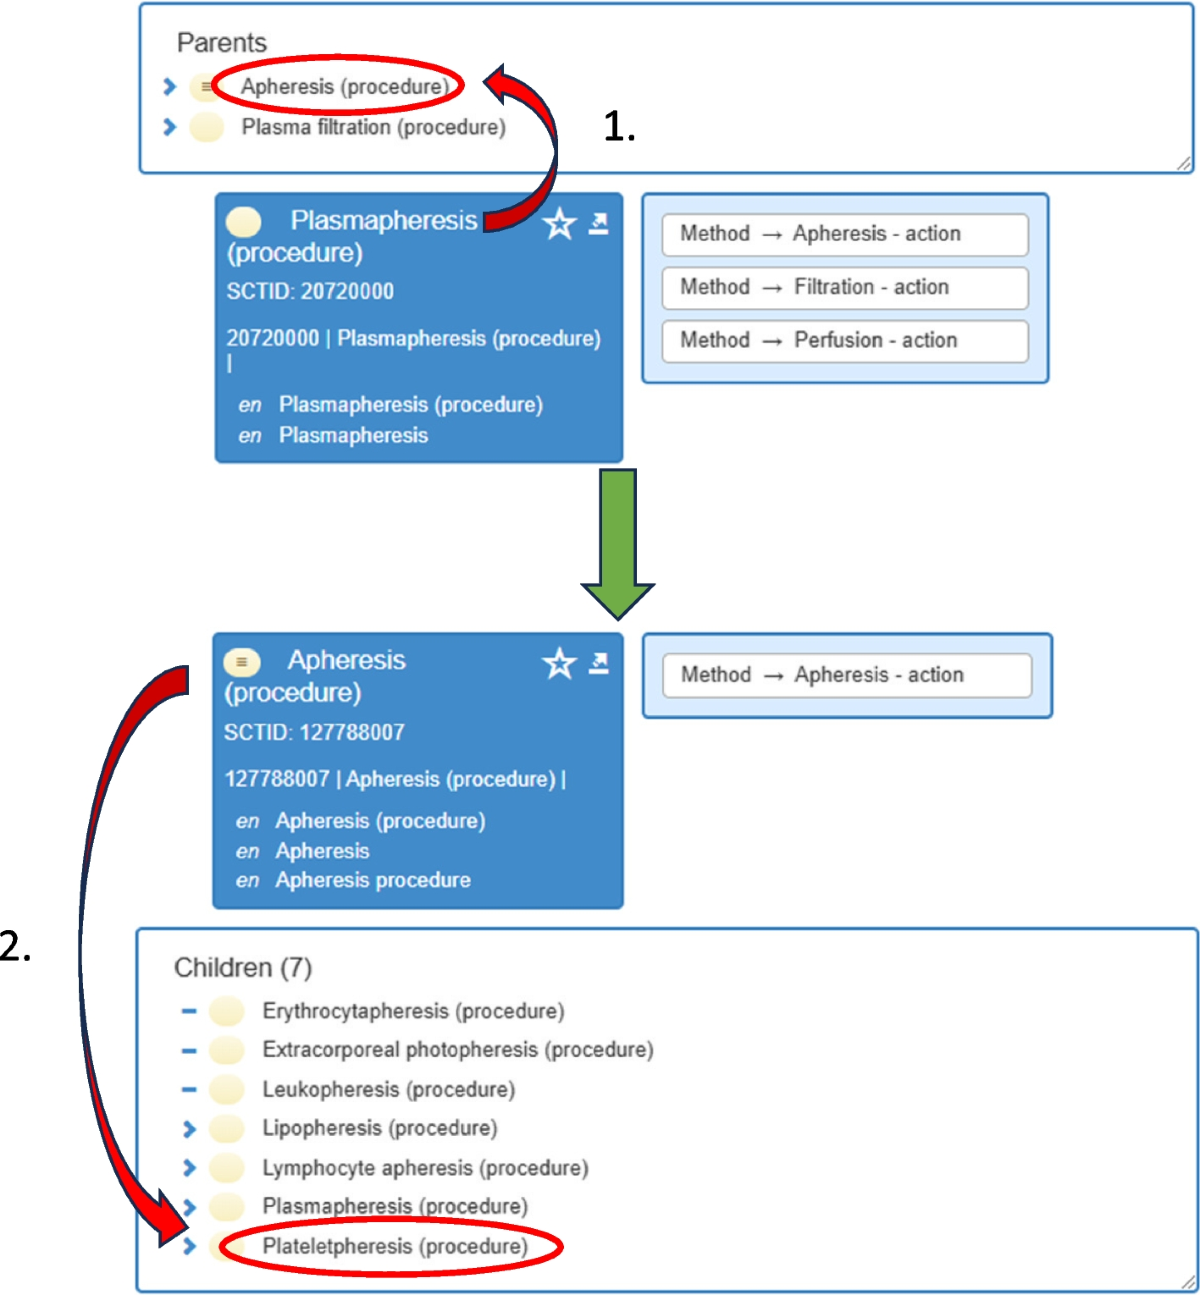 Parents
Apheresis (procedure)
Plasma filtration (procedure)
1.
Plasmapheresis
(procedure)
SCTID: 20720000
20720000 | Plasmapheresis (procedure)
|
en Plasmapheresis (procedure)
en Plasmapheresis
Method → Apheresis - action
Method → Filtration - action
Method → Perfusion - action
Apheresis
(procedure)
SCTID: 127788007
127788007 | Apheresis (procedure) |
en Apheresis (procedure)
en Apheresis
en Apheresis procedure
Method → Apheresis - action
2.
Children (7)
Erythrocytapheresis (procedure)
Extracorporeal photopheresis (procedure)
Leukopheresis (procedure)
Lipopheresis (procedure)
Lymphocyte apheresis (procedure)
Plasmapheresis (procedure)
Plateletpheresis (procedure)